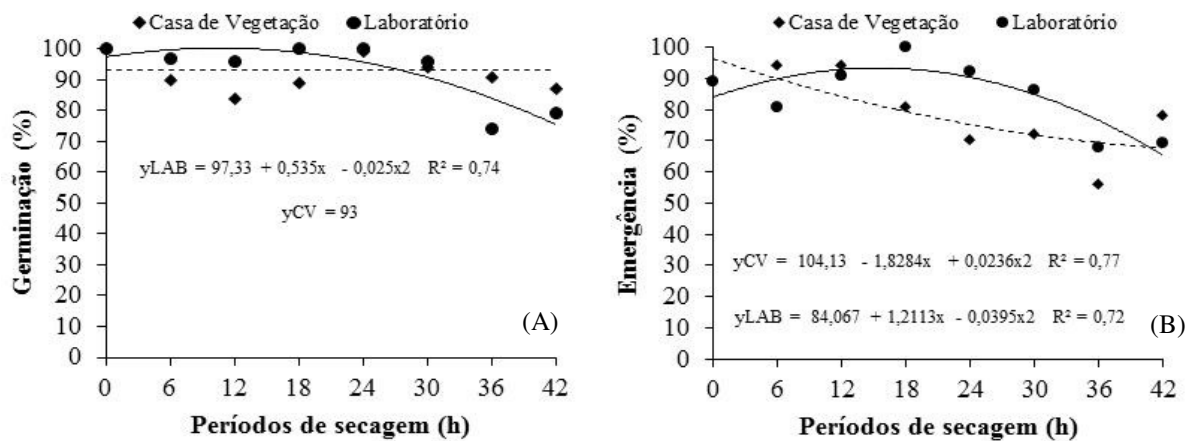 ◆ Casa de Vegetação ● Laboratório
Germinação (%)
100
90
80
70
60
50
40
30
20
10
0
yLAB = 97,33 + 0,535x - 0,025x2 R² = 0,74
yCV = 93
(A)
0 6 12 18 24 30 36 42
Períodos de secagem (h)
◆ Casa de Vegetação ● Laboratório
Emergência (%)
100
90
80
70
60
50
40
30
20
10
0
yCV = 104,13 - 1,8284x + 0,0236x2 R² = 0,77
yLAB = 84,067 + 1,2113x - 0,0395x2 R² = 0,72
(B)
0 6 12 18 24 30 36 42
Períodos de secagem (h)